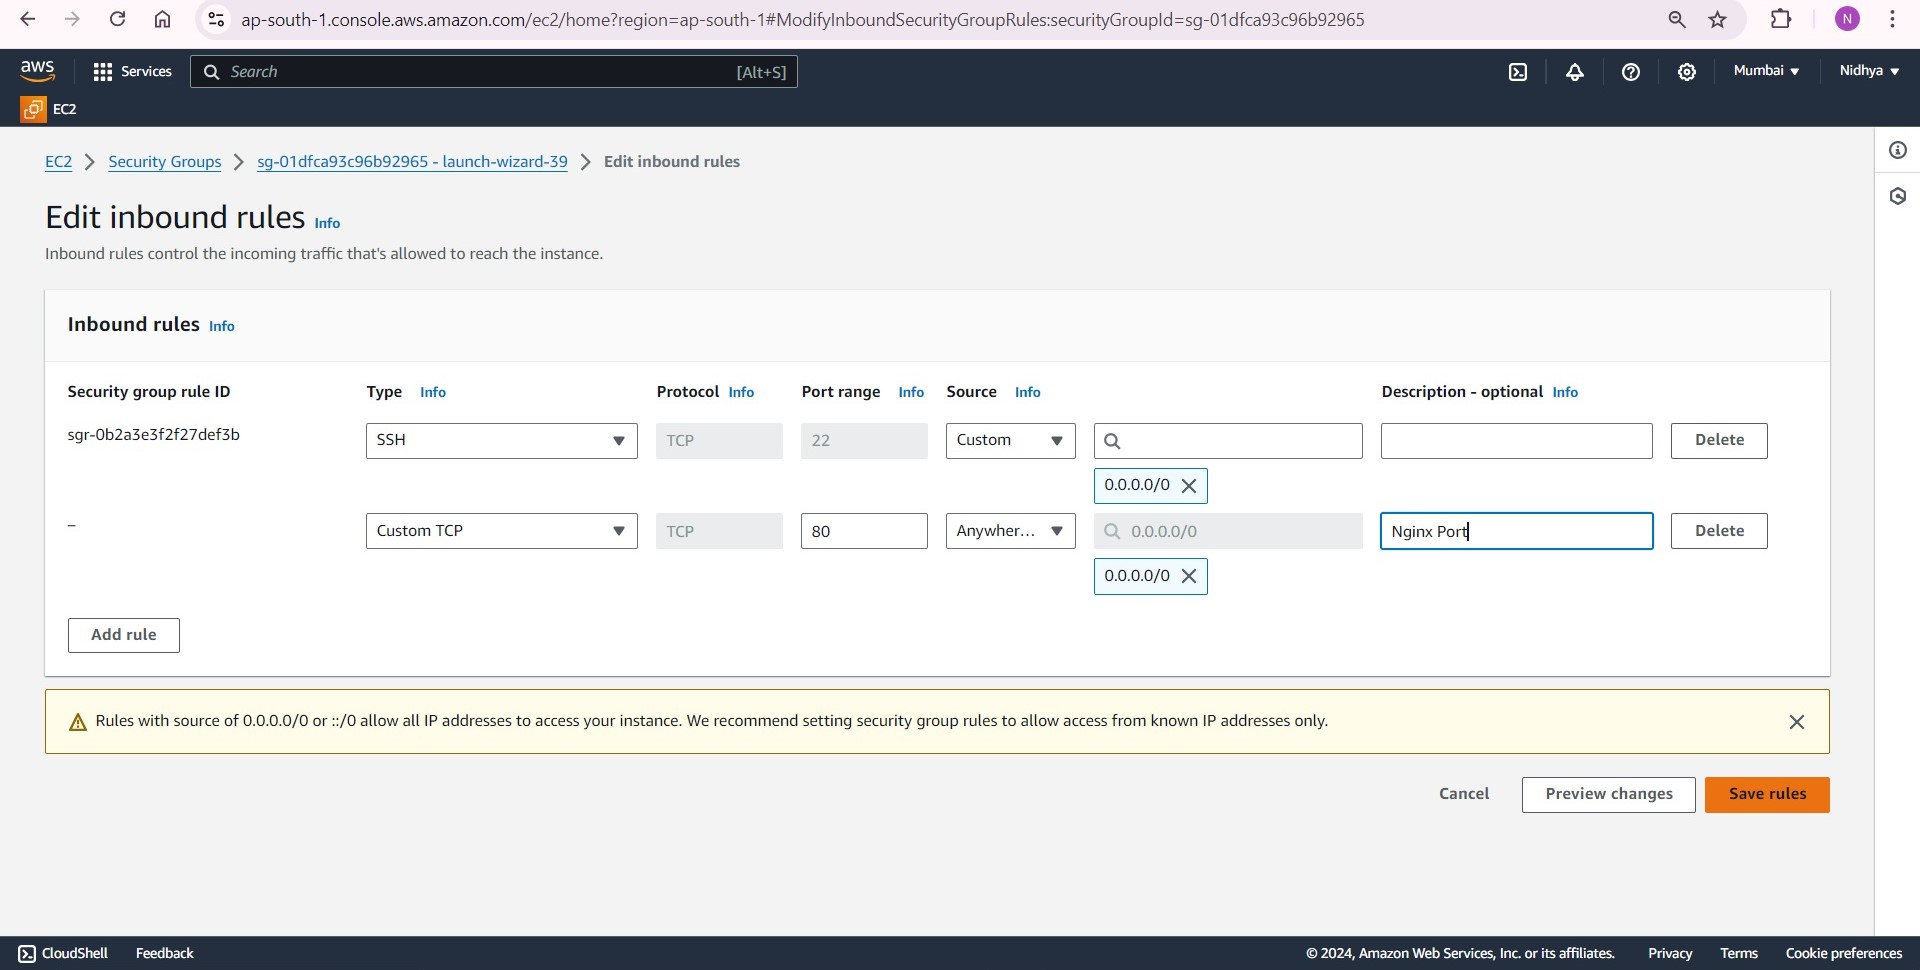 ap-south-1.console.aws.amazon.com/ec2/home?region=ap-south-1#ModifyInboundSecurityGroupRules:securityGroupId=sg-01dfca93c96b92965
N
aws
Services
Search
[Alt+S]
Mumbai
Nidhya
EC2
EC2 > Security Groups > sg-01dfca93c96b92965 - launch-wizard-39 > Edit inbound rules
Edit inbound rules Info
Inbound rules control the incoming traffic that's allowed to reach the instance.
Inbound rules Info
Security group rule ID Type Info Protocol Info Port range Info Source Info Description - optional Info
sgr-0b2a3e3f2f27def3b SSH TCP 22 Custom Delete
0.0.0.0/0
– Custom TCP TCP 80 Anywher... 0.0.0.0/0 Nginx Port Delete
0.0.0.0/0
Add rule
Rules with source of 0.0.0.0/0 or ::/0 allow all IP addresses to access your instance. We recommend setting security group rules to allow access from known IP addresses only.
Cancel Preview changes Save rules
CloudShell Feedback © 2024, Amazon Web Services, Inc. or its affiliates. Privacy Terms Cookie preferences